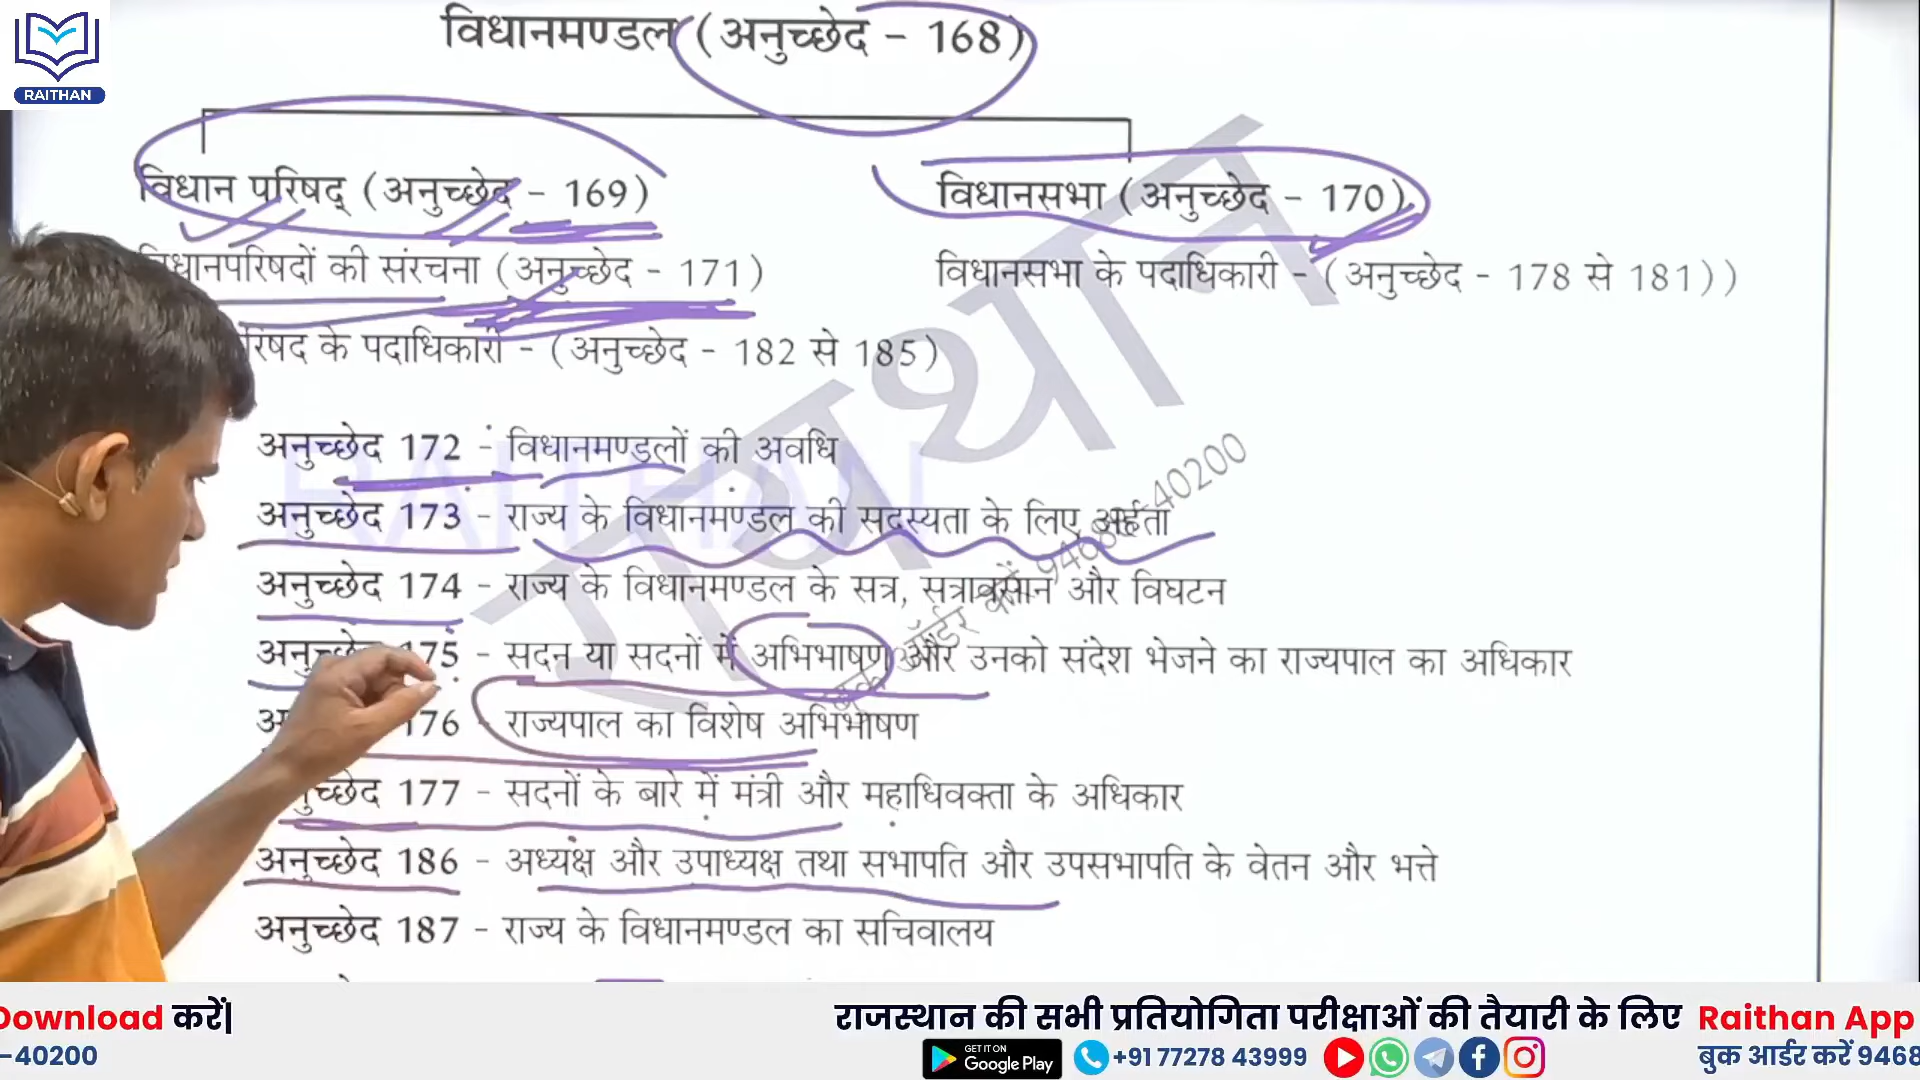 RAITHAN
विधानमण्डल (अनुच्छेद - 168)
विधान परिषद् (अनुच्छेद - 169)
विधानसभा (अनुच्छेद - 170)
विधानपरिषदों की संरचना (अनुच्छेद - 171)
विधानसभा के पदाधिकारी - (अनुच्छेद - 178 से 181))
रिषद के पदाधिकारी - (अनुच्छेद - 182 से 185)
अनुच्छेद 172 - विधानमण्डलों की अवधि
अनुच्छेद 173 - राज्य के विधानमंण्डल की सदस्यता के लिए अर्हता
अनुच्छेद 174 - राज्य के विधानमण्डल के सत्र, सत्रावसान और विघटन
अनुच्छेद 175 - सदन या सदनों में अभिभाषण और उनको संदेश भेजने का राज्यपाल का अधिकार
अ 176 - राज्यपाल का विशेष अभिभाषण
नुच्छेद 177 - सदनों के बारे में मंत्री और महाधिवक्ता के अधिकार
अनुच्छेद 186 - अध्यक्ष और उपाध्यक्ष तथा सभापति और उपसभापति के वेतन और भत्ते
अनुच्छेद 187 - राज्य के विधानमण्डल का सचिवालय
RAITHAN
राजस्थान की सभी प्रतियोगिता परीक्षाओं की तैयारी के लिए Raithan App
Download करें|
-40200
GET IT ON
Google Play
+91 77278 43999
बुक आर्डर करें 9468